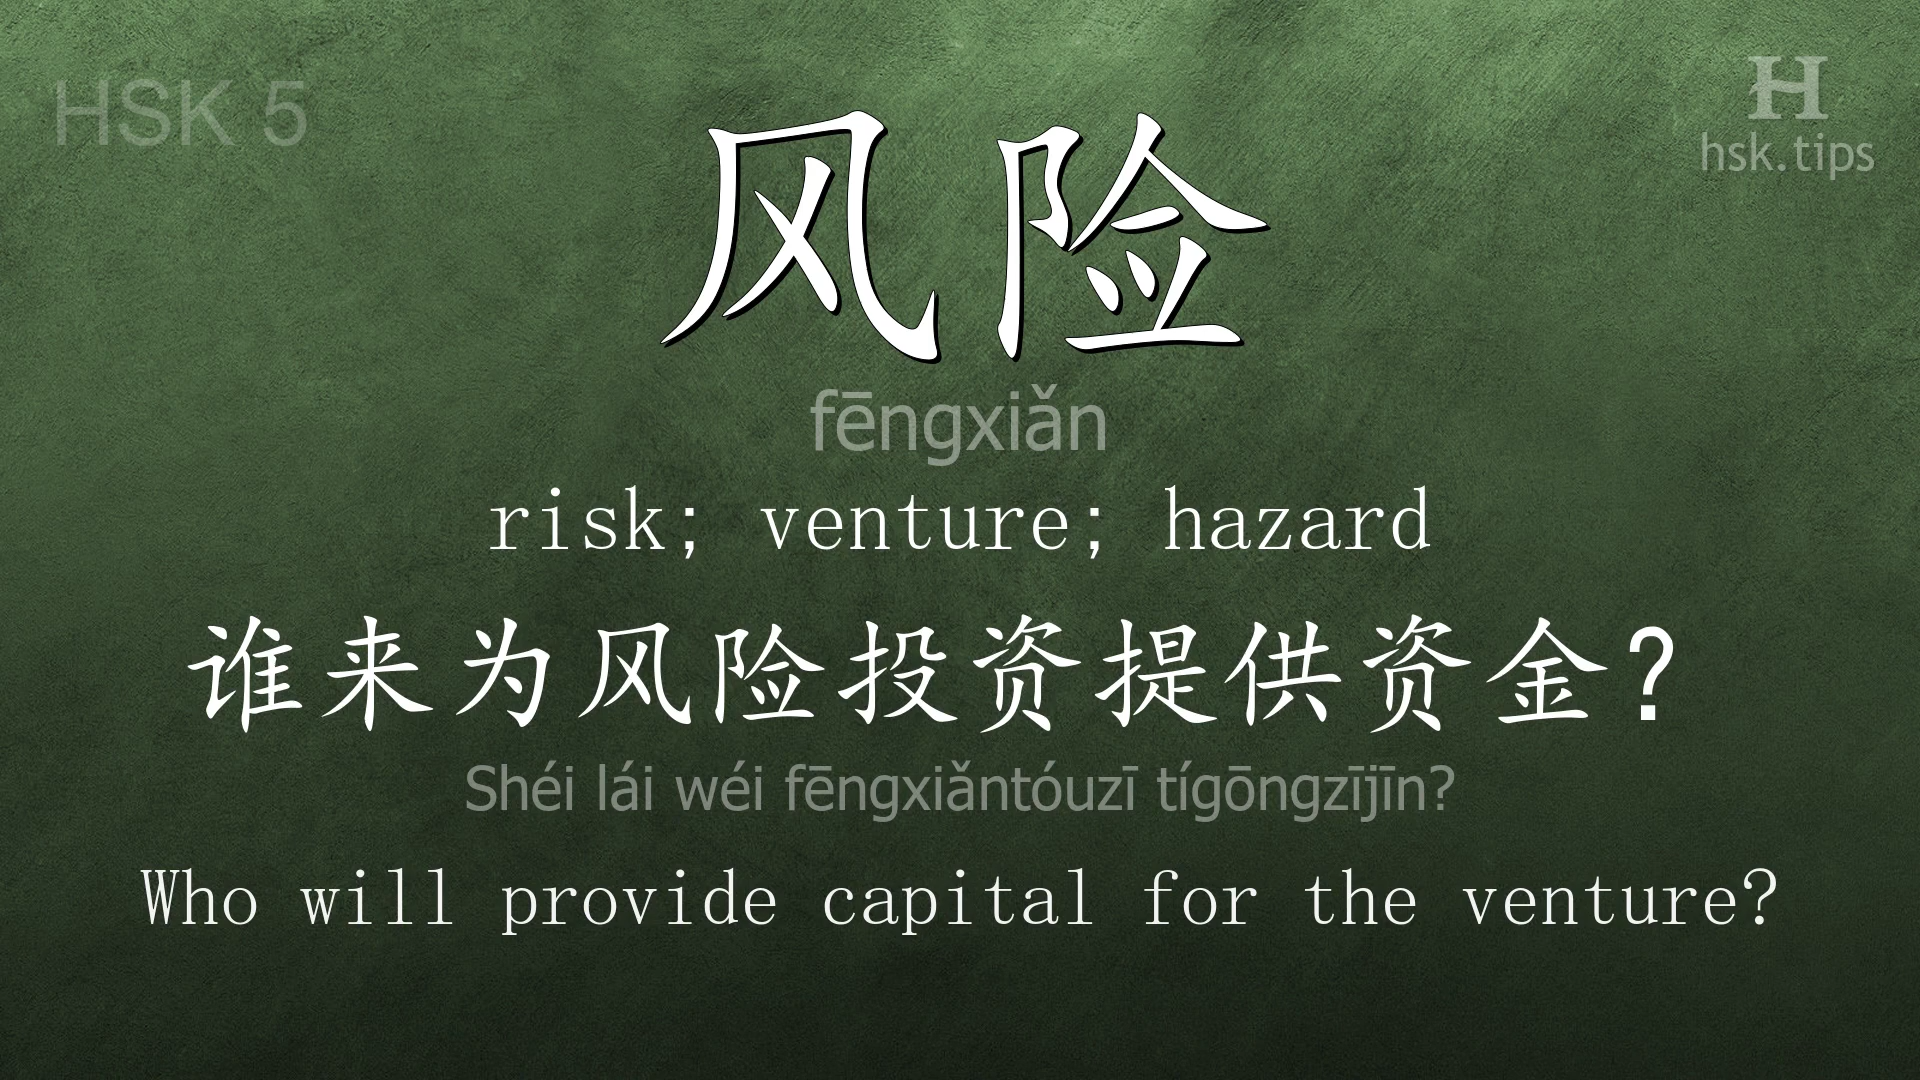 HSK 5
H
hsk.tips
风险
fēngxiǎn
risk; venture; hazard
谁来为风险投资提供资金?
Shéi lái wéi fēngxiǎntóuzī tígōngzījīn?
Who will provide capital for the venture?